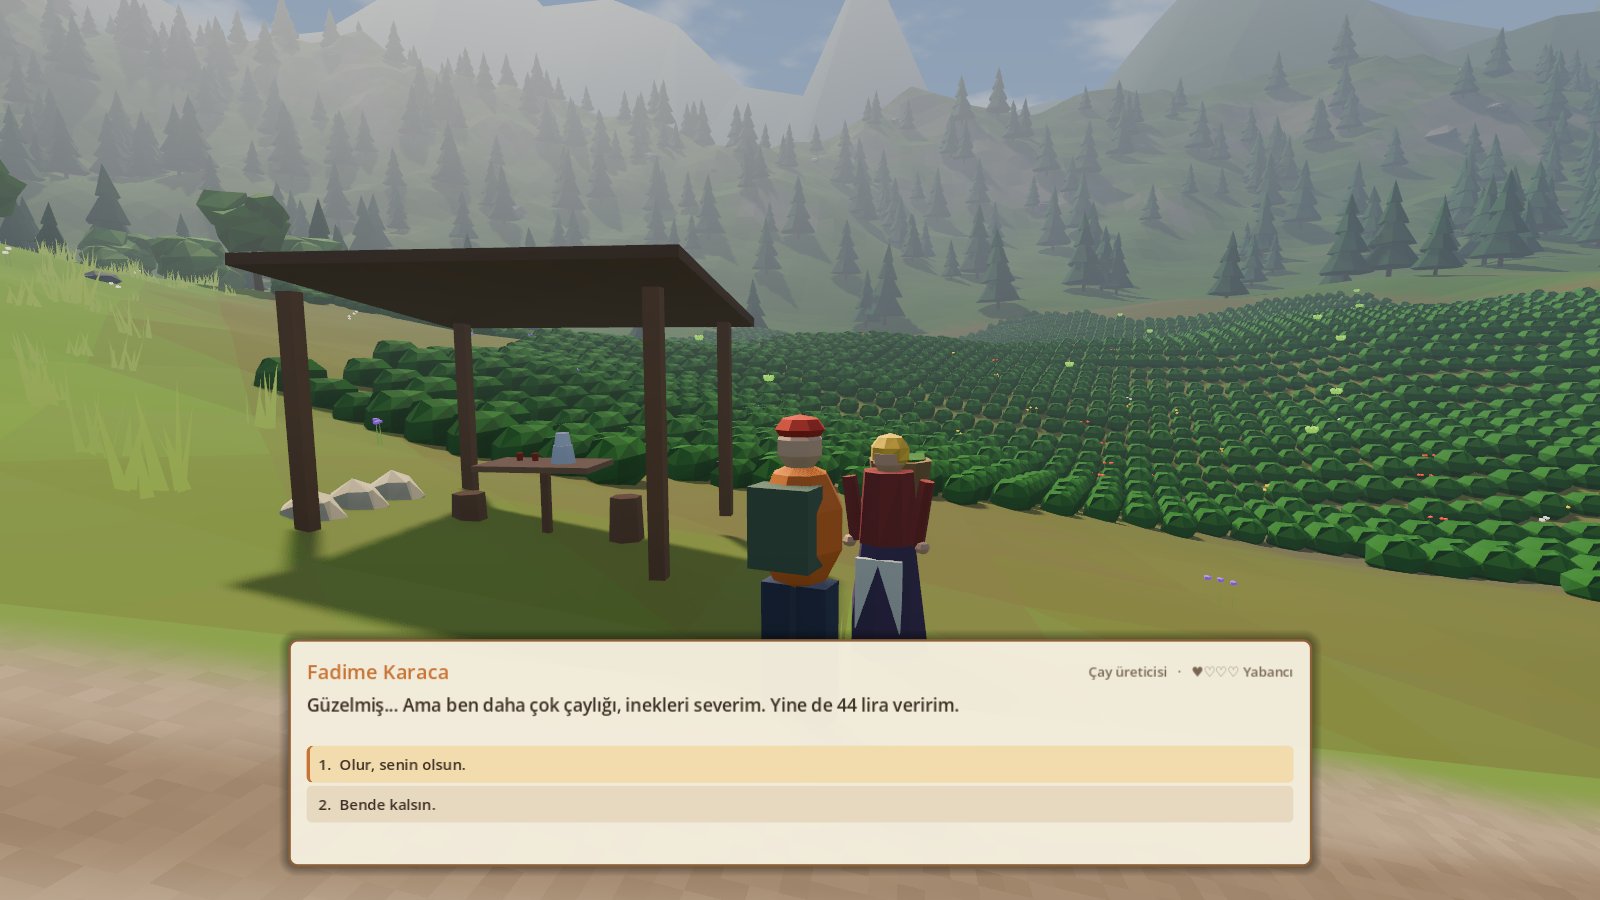 Fadime Karaca
Çay üreticisi · ♥♡♡♡ Yabancı
Güzelmiş... Ama ben daha çok çaylığı, inekleri severim. Yine de 44 lira veririm.
1. Olur, senin olsun.
2. Bende kalsın.